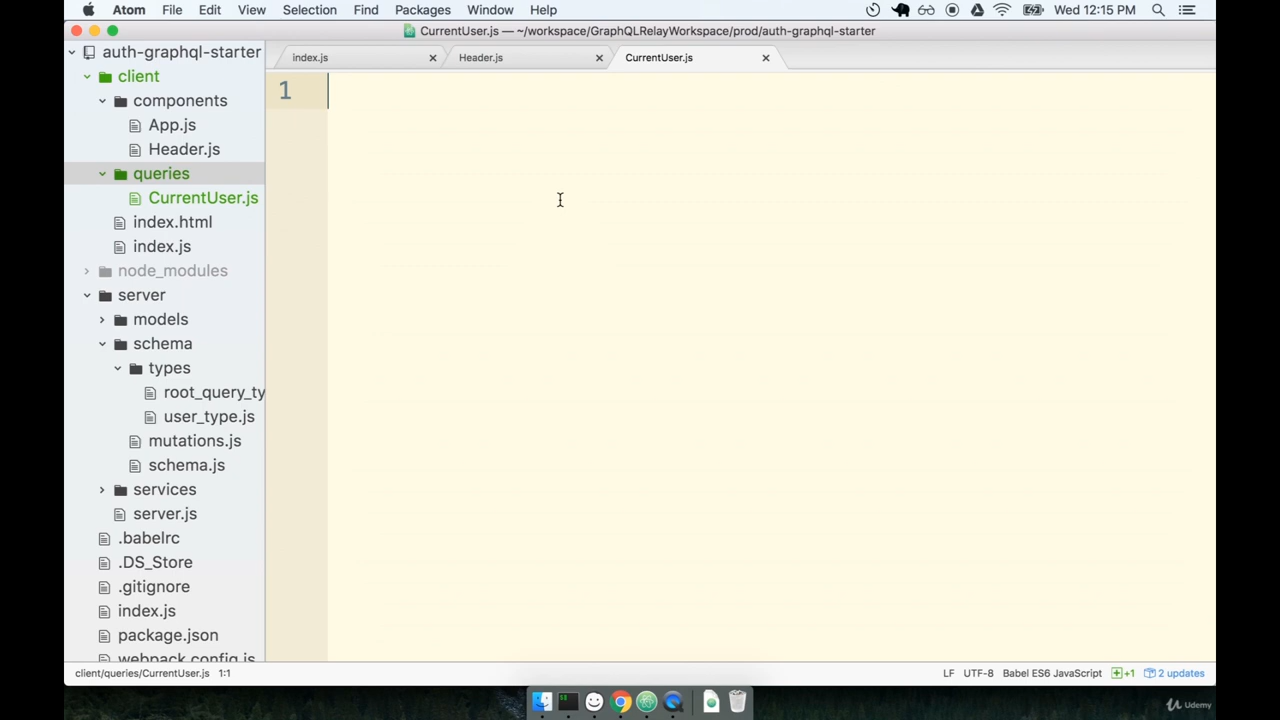 Atom File Edit View Selection Find Packages Window Help Wed 12:15 PM
CurrentUser.js — ~/workspace/GraphQLRelayWorkspace/prod/auth-graphql-starter
auth-graphql-starter
index.js
Header.js
CurrentUser.js
1
client
components
App.js
Header.js
queries
CurrentUser.js
index.html
index.js
node_modules
server
models
schema
types
root_query_ty
user_type.js
mutations.js
schema.js
services
server.js
.babelrc
.DS_Store
.gitignore
index.js
package.json
webpack.config.js
client/queries/CurrentUser.js 1:1 LF UTF-8 Babel ES6 JavaScript +1 2 updates
Udemy